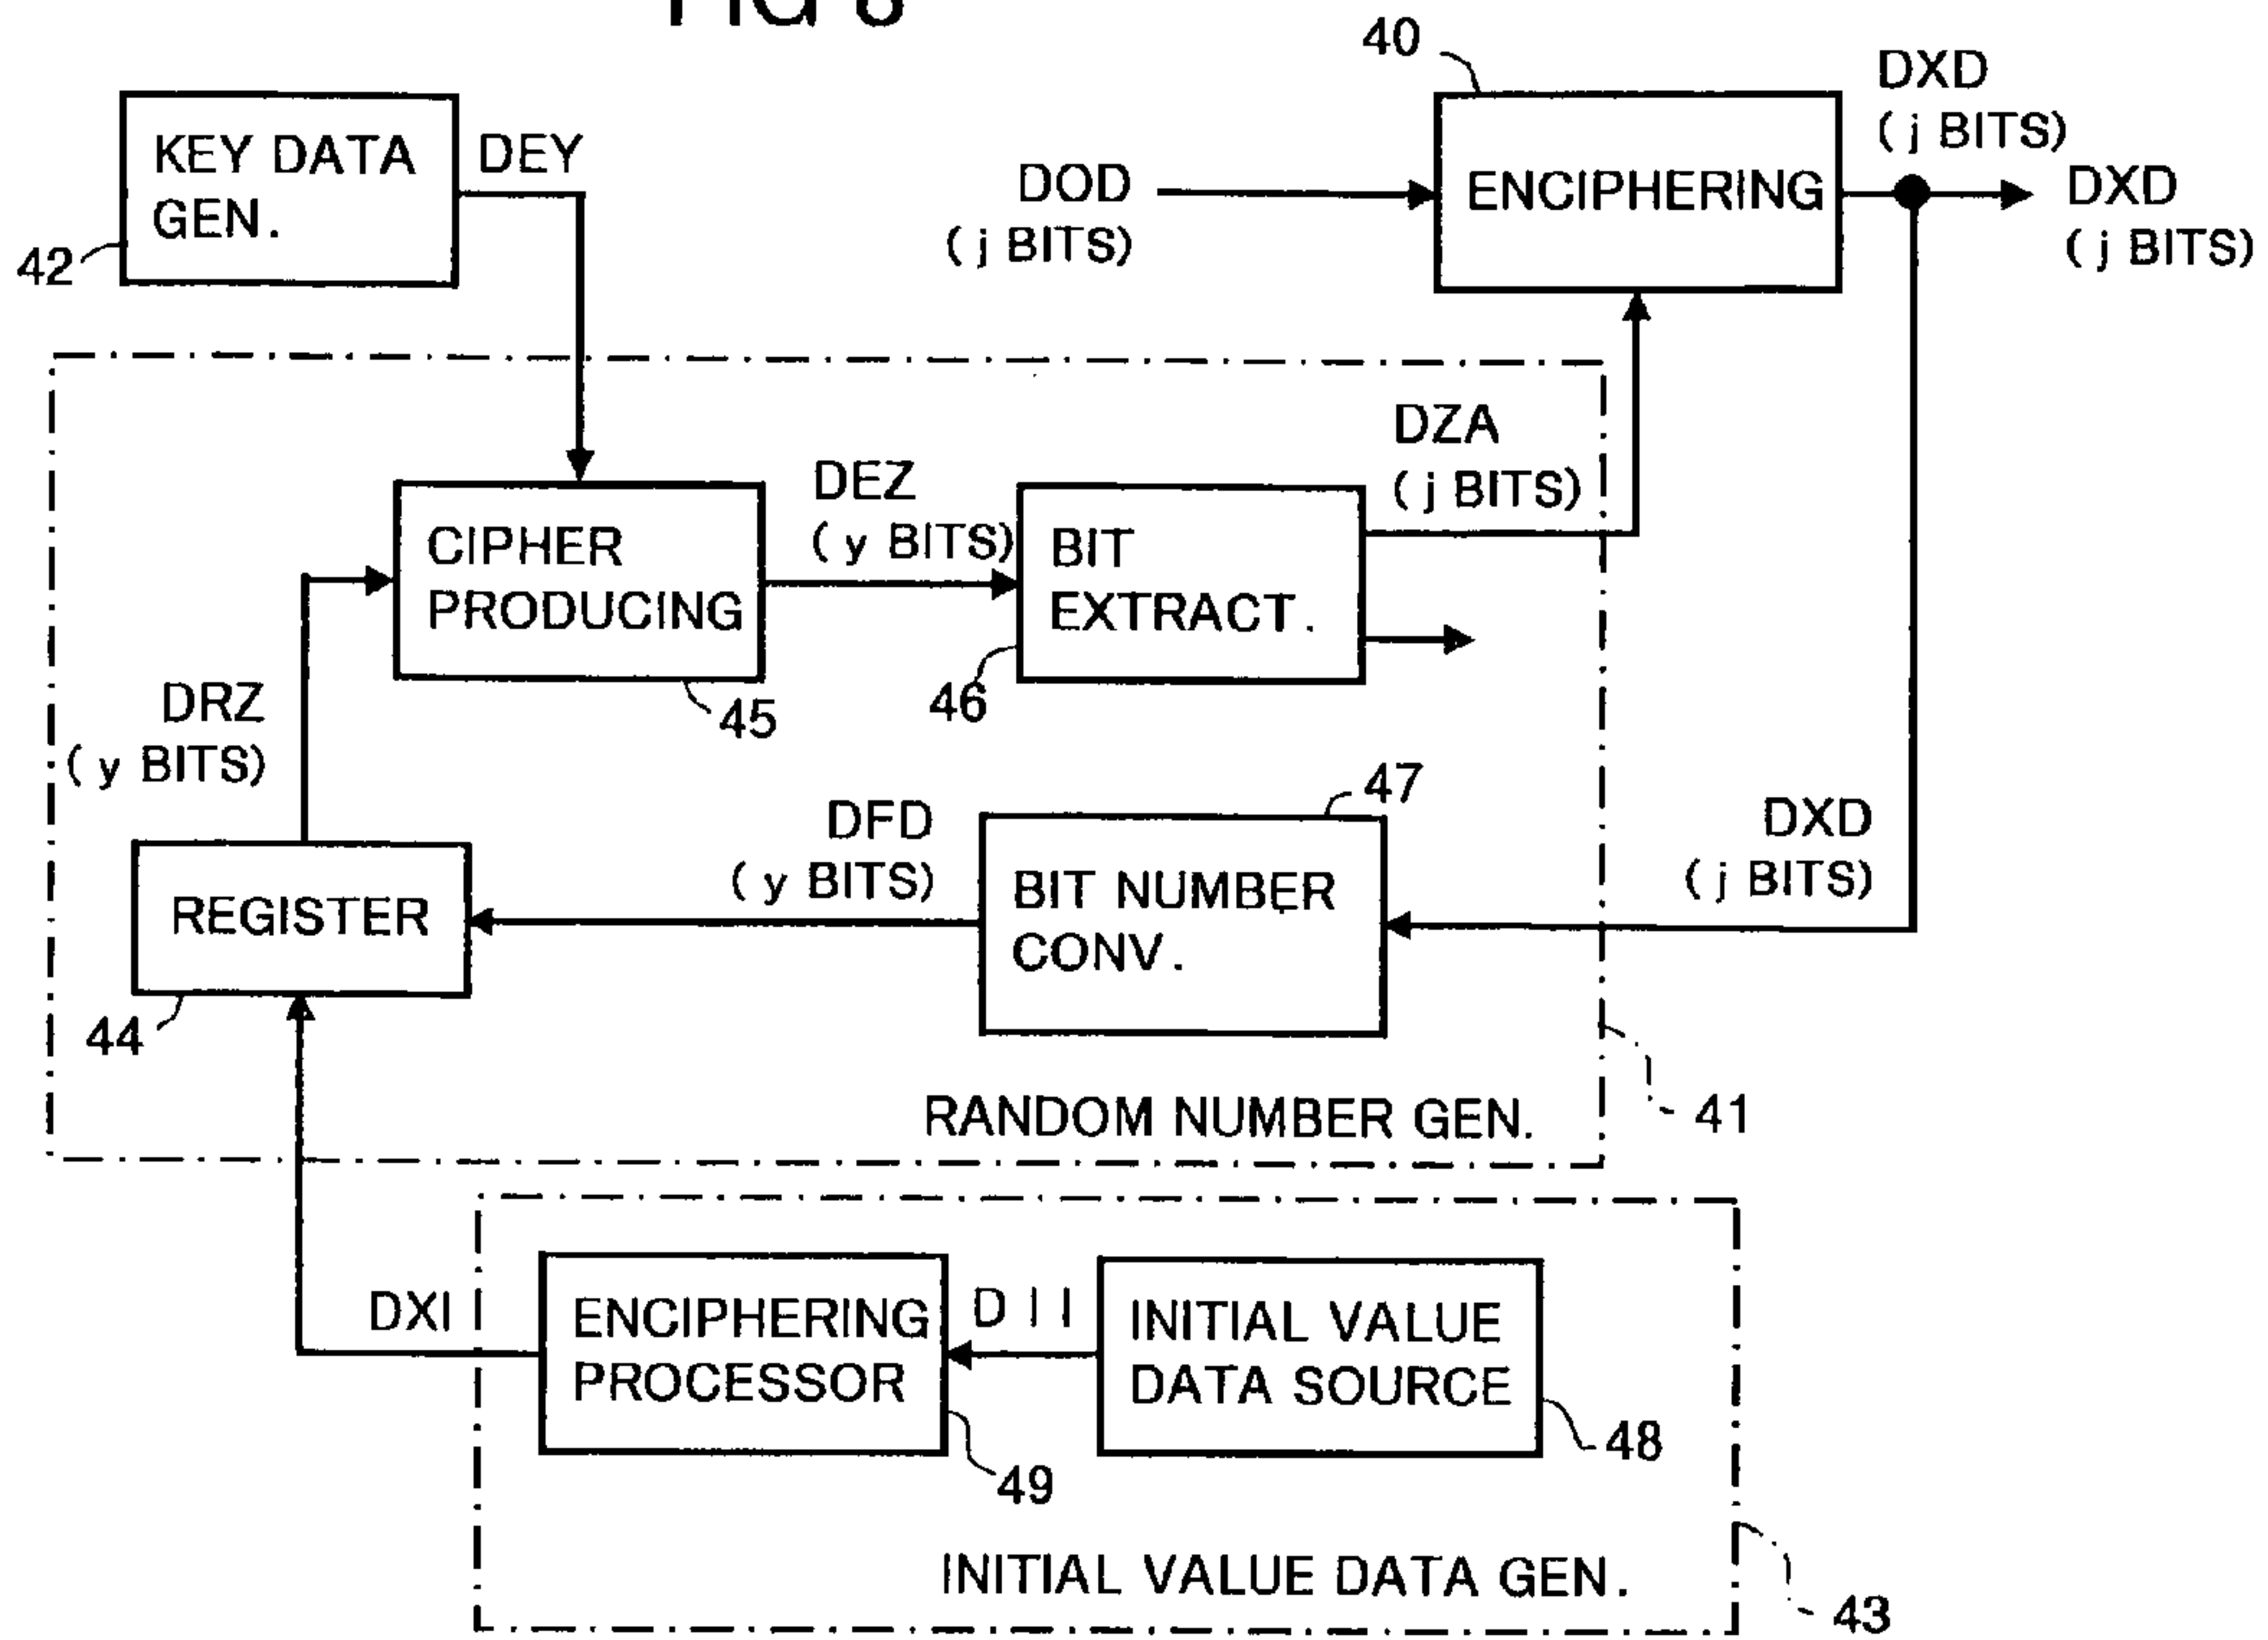 FIG
40
DXD
( j BITS)
KEY DATA
GEN.
DEY
42
DOD
( j BITS)
ENCIPHERING
DXD
( j BITS)
DZA
( j BITS)
CIPHER
PRODUCING
DEZ
( y BITS)
BIT
EXTRACT.
45
46
DRZ
( y BITS)
47
DFD
( y BITS)
DXD
( j BITS)
REGISTER
BIT NUMBER
CONV.
44
RANDOM NUMBER GEN.
41
DXI
ENCIPHERING
PROCESSOR
DII
INITIAL VALUE
DATA SOURCE
48
49
INITIAL VALUE DATA GEN.
43